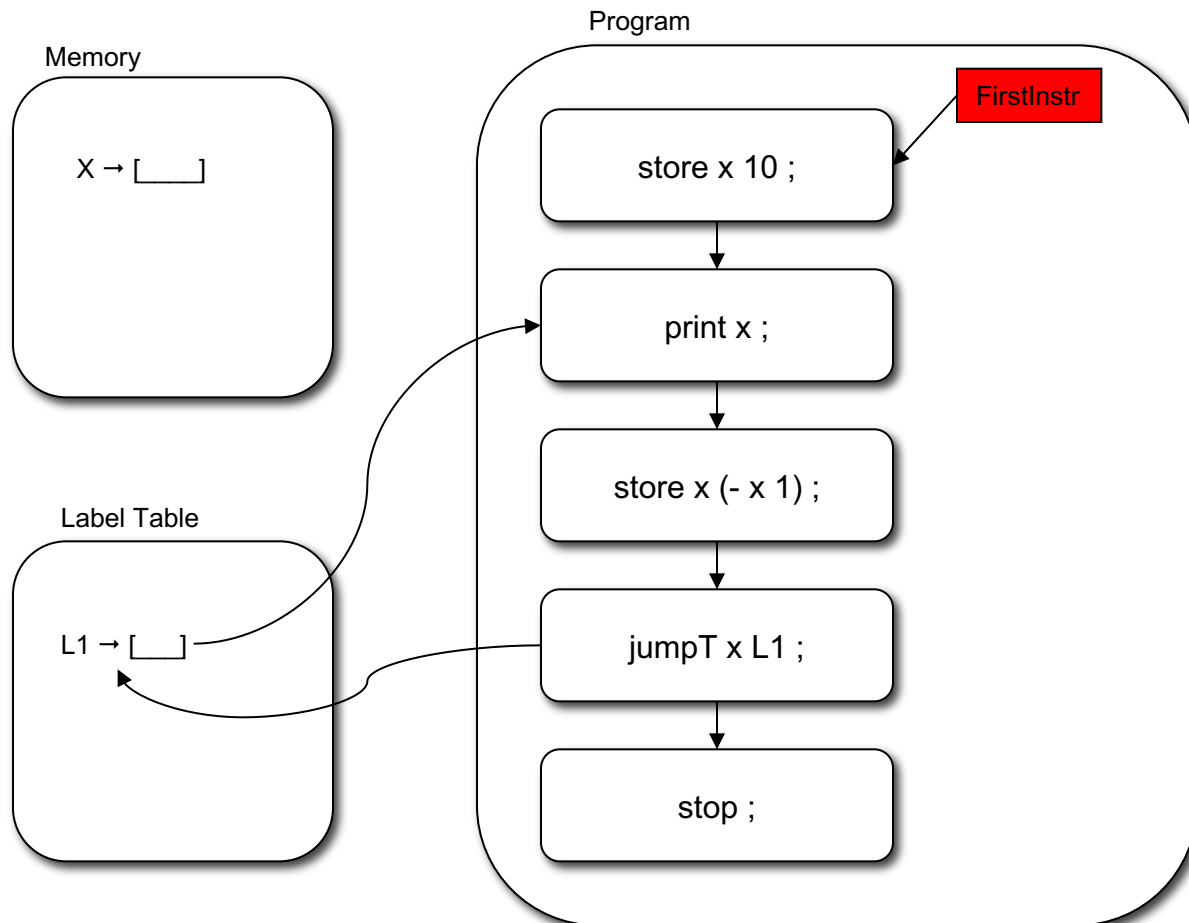 Program
Memory
FirstInstr
X → [____]
store x 10 ;
print x ;
store x (- x 1) ;
Label Table
L1 → [___]
jumpT x L1 ;
stop ;